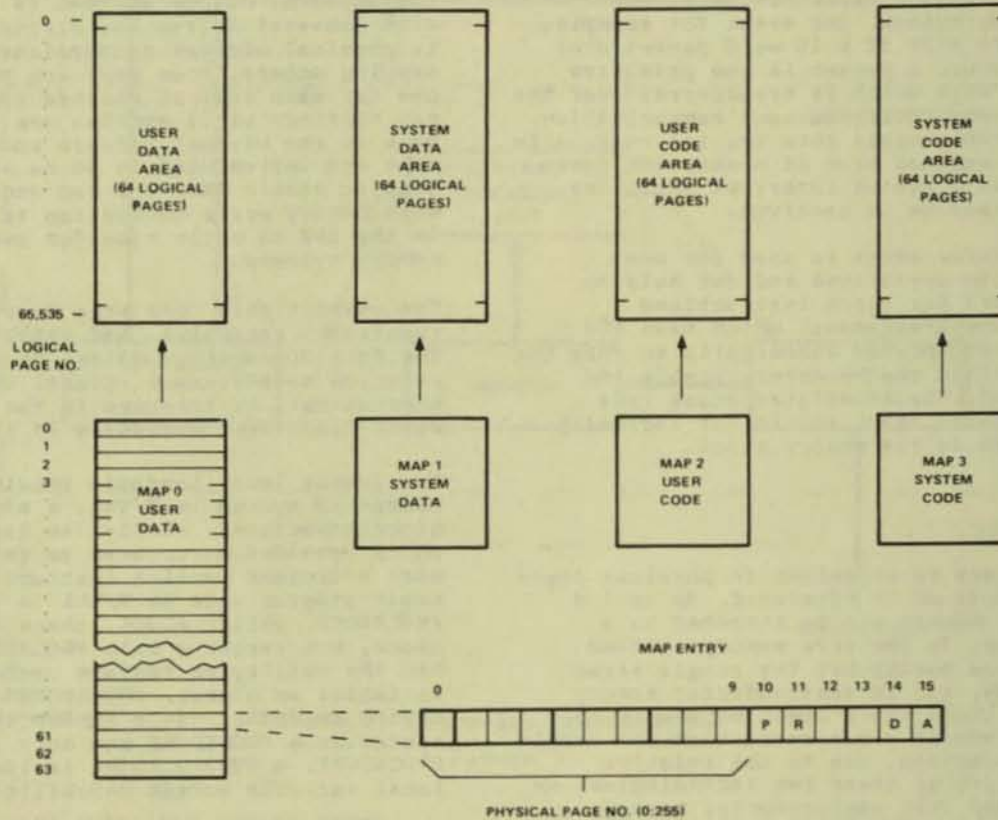 0
USER
DATA
AREA
(64 LOGICAL
PAGES)
SYSTEM
DATA
AREA
(64 LOGICAL
PAGES)
USER
CODE
AREA
(64 LOGICAL
PAGES)
SYSTEM
CODE
AREA
(64 LOGICAL
PAGES)
65,535
LOGICAL
PAGE NO.
0
1
2
3
MAP 0
USER
DATA
MAP 1
SYSTEM
DATA
MAP 2
USER
CODE
MAP 3
SYSTEM
CODE
MAP ENTRY
0 9 10 11 12 13 14 15
P R D A
61
62
63
PHYSICAL PAGE NO. (0:255)